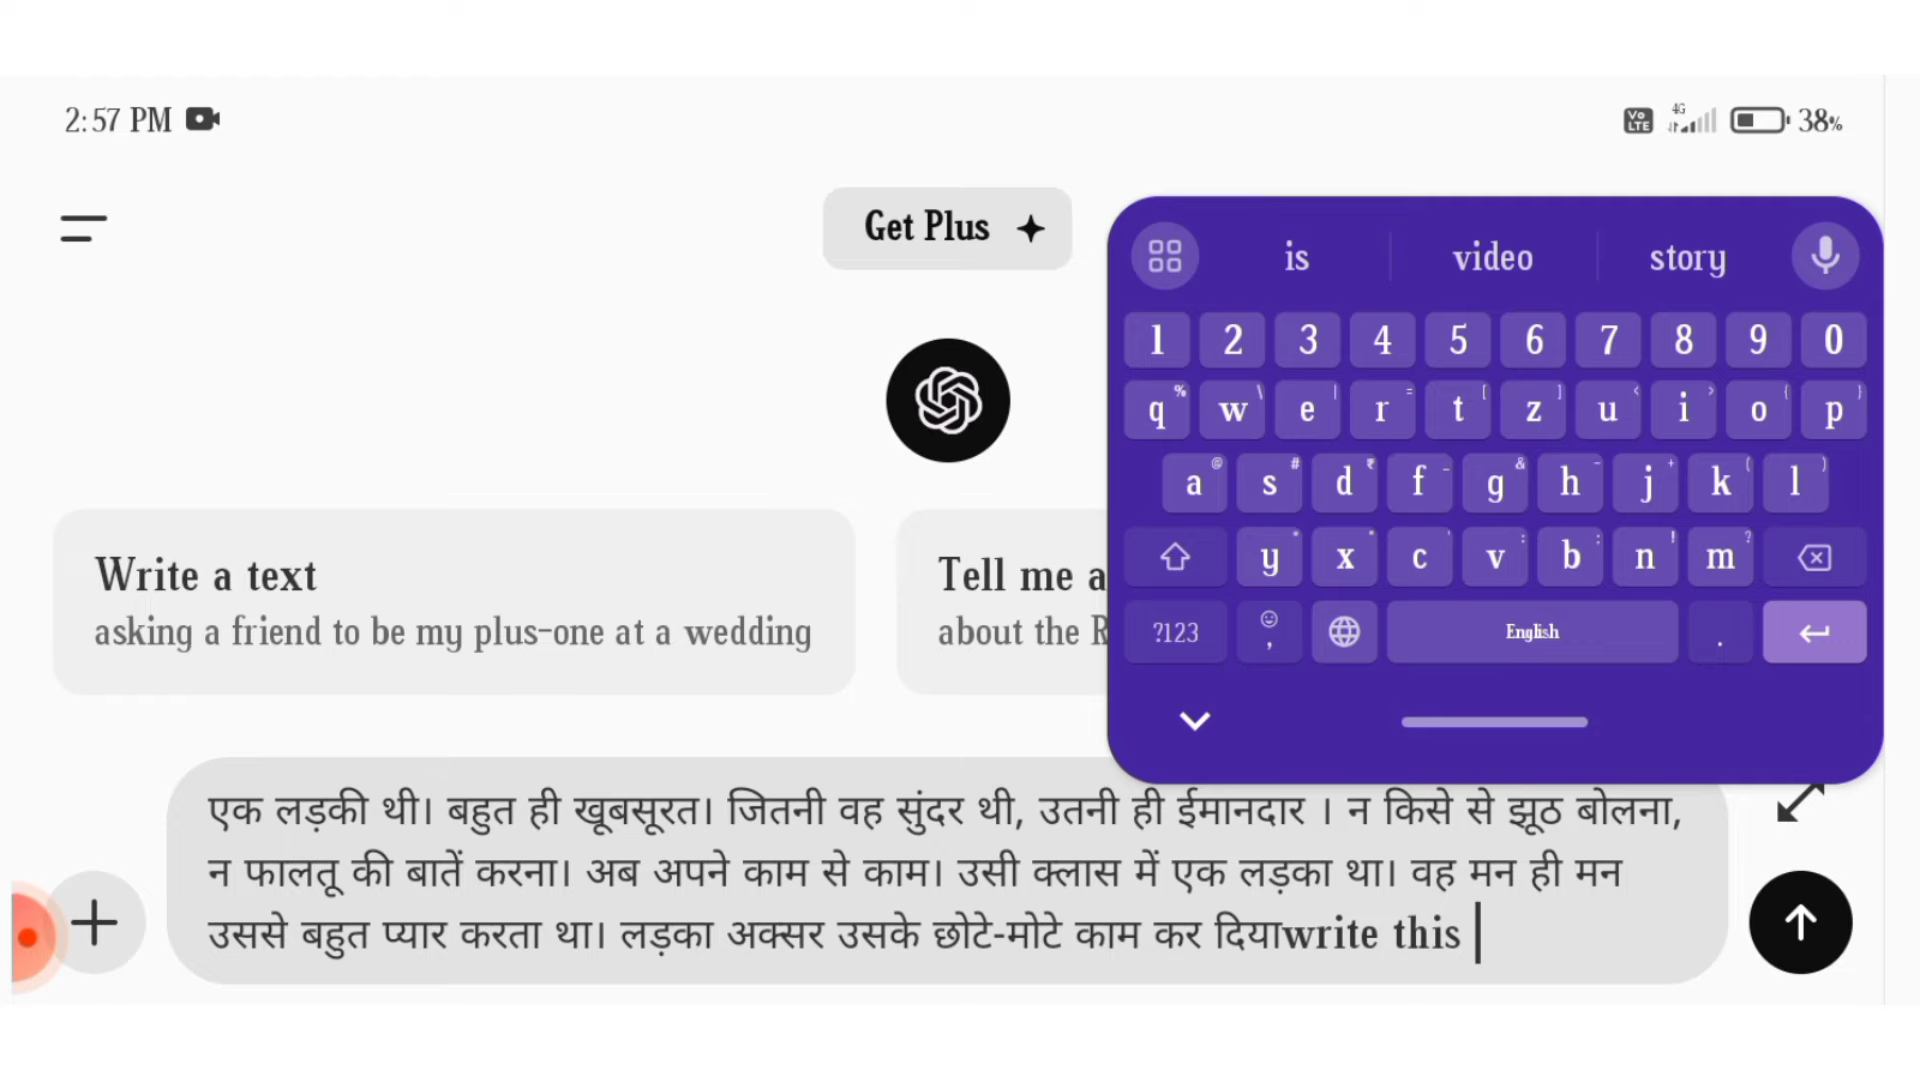 2:57 PM
Vo LTE 4G 38%
Get Plus
is video story
1 2 3 4 5 6 7 8 9 0
q w e r t z u i o p
a s d f g h j k l
y x c v b n m
?123 , English .
Write a text
asking a friend to be my plus-one at a wedding
Tell me a
about the R
एक लड़की थी। बहुत ही खूबसूरत। जितनी वह सुंदर थी, उतनी ही ईमानदार । न किसे से झूठ बोलना,
न फालतू की बातें करना। अब अपने काम से काम। उसी क्लास में एक लड़का था। वह मन ही मन
उससे बहुत प्यार करता था। लड़का अक्सर उसके छोटे-मोटे काम कर दियाwrite this